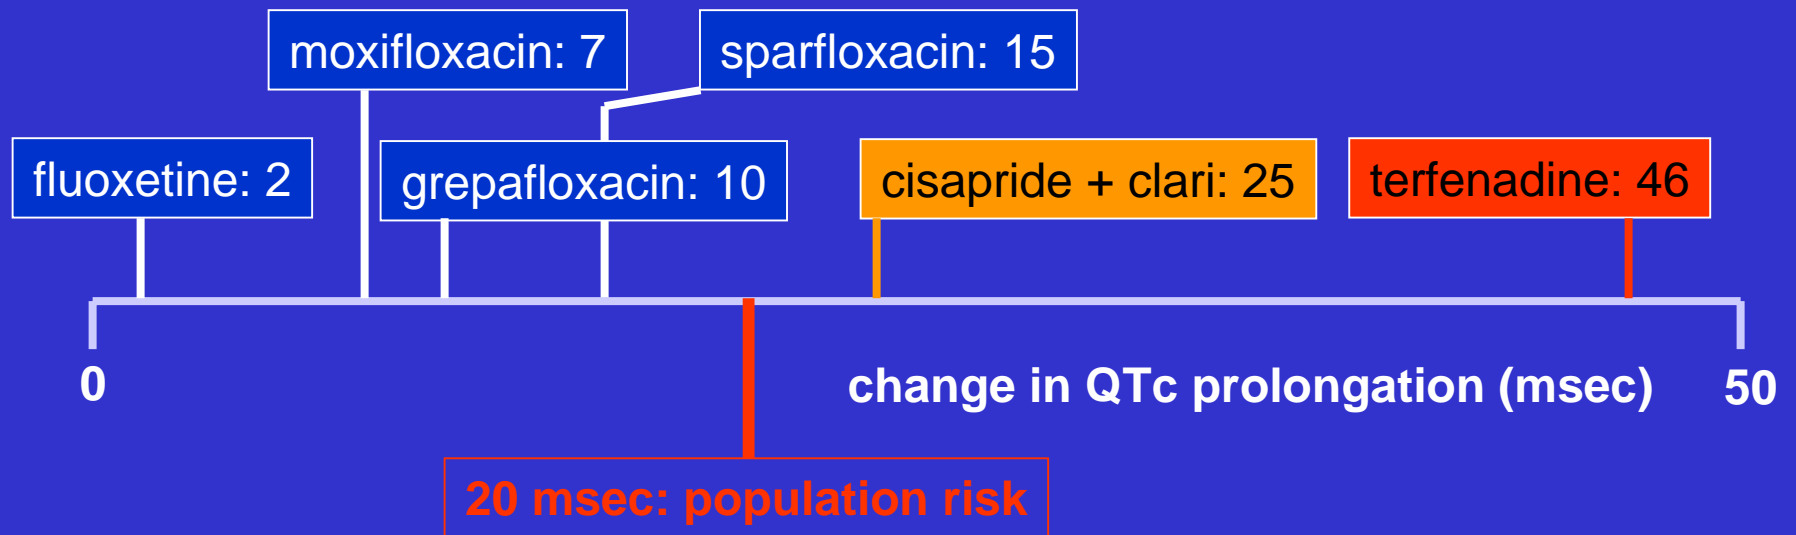 moxifloxacin: 7
sparfloxacin: 15
fluoxetine: 2
grepafloxacin: 10
cisapride + clari: 25
terfenadine: 46
0
change in QTc prolongation (msec)
50
20 msec: population risk